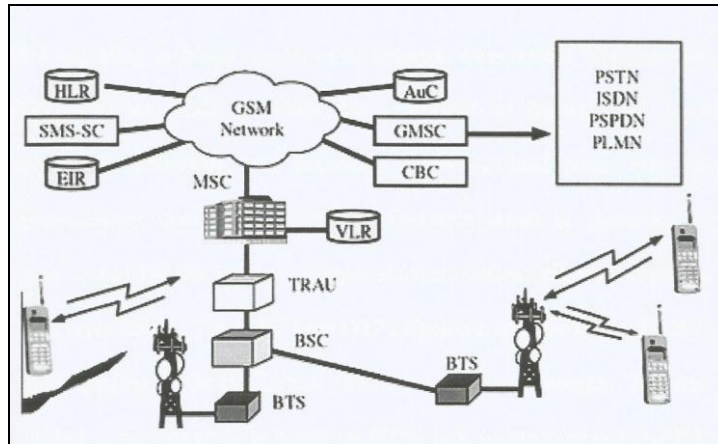 HLR
AuC
GSM
Network
SMS-SC
GMSC
EIR
CBC
PSTN
ISDN
PSPDN
PLMN
MSC
VLR
TRAU
BSC
BTS
BTS